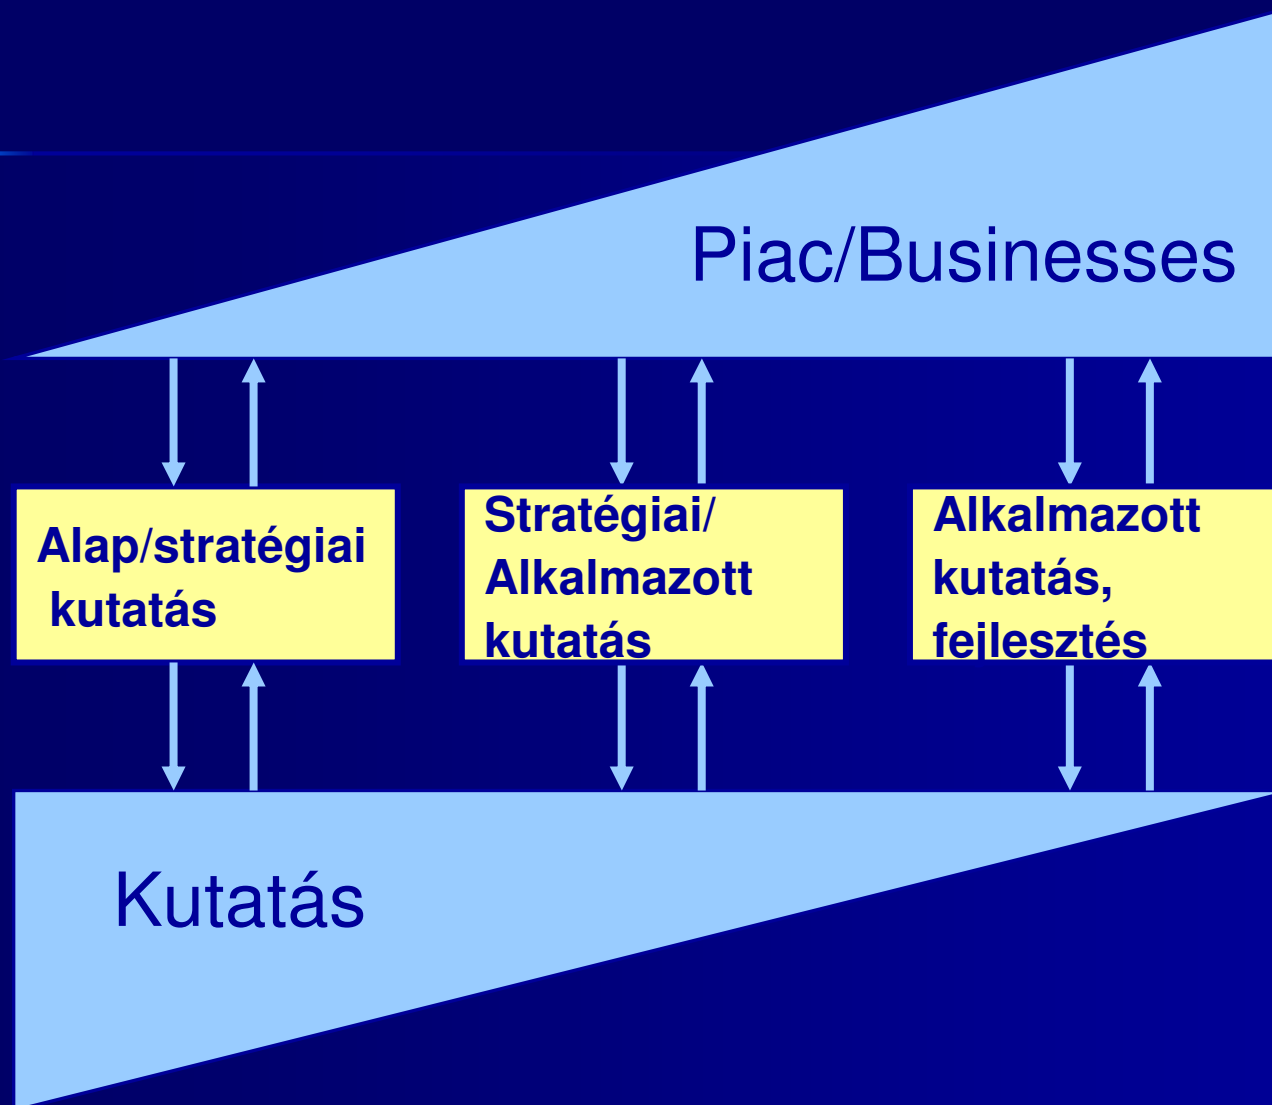 Piac/Businesses
Alap/stratégiai
kutatás
Stratégiai/
Alkalmazott
kutatás
Alkalmazott
kutatás,
fejlesztés
Kutatás